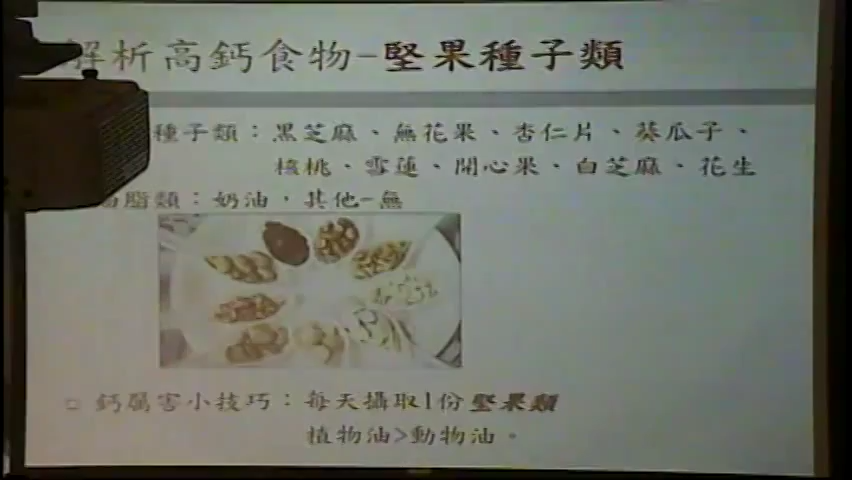 解析高鈣食物-堅果種子類
種子類：黑芝麻、無花果、杏仁片、葵瓜子、
核桃、雪蓮、開心果、白芝麻、花生
脂類：奶油，其他-無
鈣厲害小技巧：每天攝取1份堅果類
植物油>動物油。